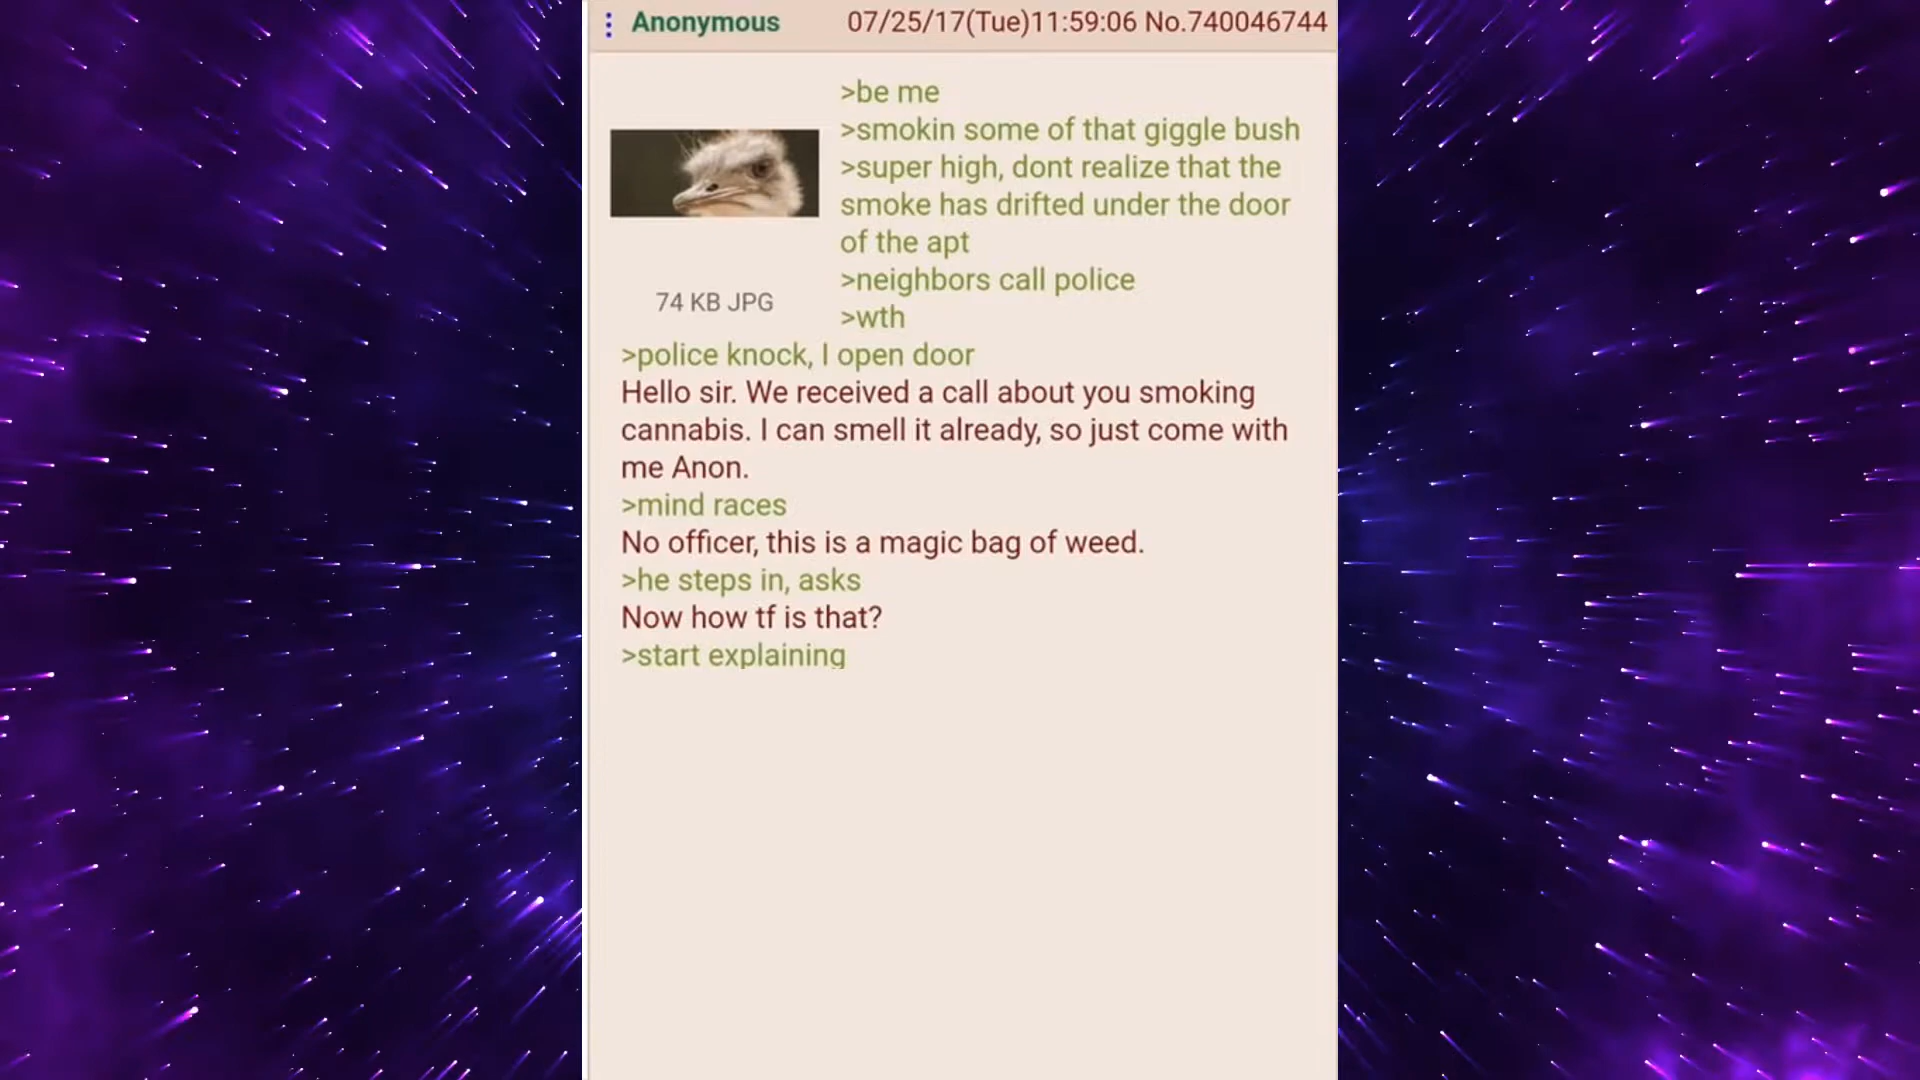 Anonymous 07/25/17(Tue)11:59:06 No.740046744
>be me
>smokin some of that giggle bush
>super high, dont realize that the
smoke has drifted under the door
of the apt
>neighbors call police
74 KB JPG
>wth
>police knock, I open door
Hello sir. We received a call about you smoking
cannabis. I can smell it already, so just come with
me Anon.
>mind races
No officer, this is a magic bag of weed.
>he steps in, asks
Now how tf is that?
>start explaining